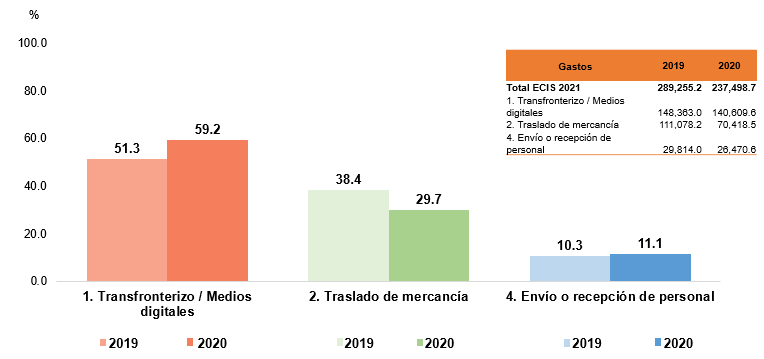 %
100.0
80.0
60.0
40.0
20.0
0.0
51.3
59.2
38.4
29.7
10.3
11.1
Gastos 2019 2020
Total ECIS 2021 289,255.2 237,498.7
1. Transfronterizo / Medios
digitales 148,363.0 140,609.6
2. Traslado de mercancía 111,078.2 70,418.5
4. Envío o recepción de
personal 29,814.0 26,470.6
1. Transfronterizo / Medios
digitales
2. Traslado de mercancía
4. Envío o recepción de personal
2019 2020
2019 2020
2019 2020